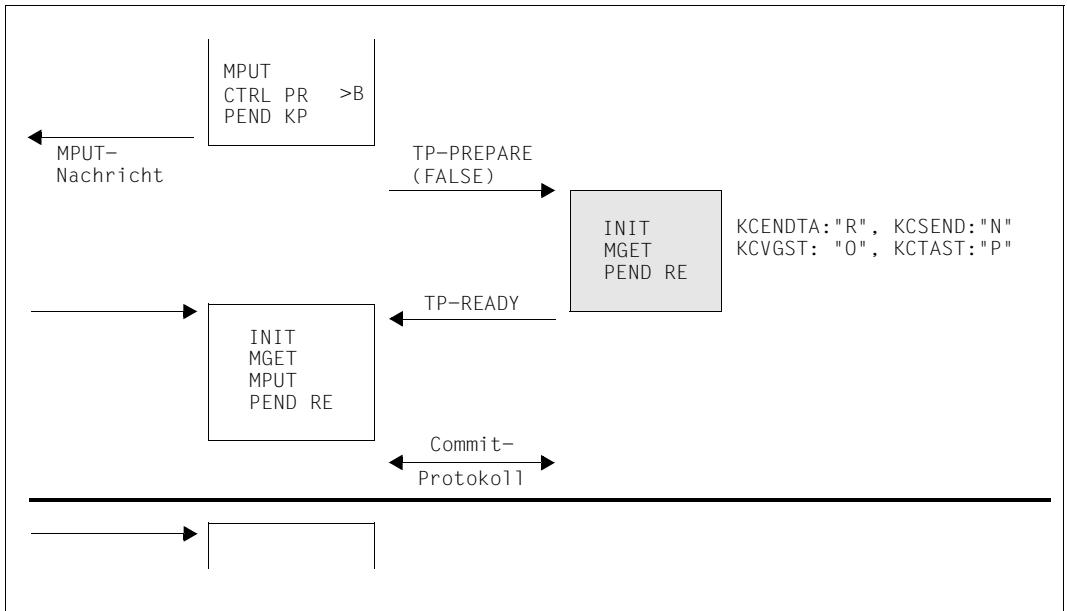 MPUT
CTRL PR >B
PEND KP
MPUT-
Nachricht
TP-PREPARE
(FALSE)
INIT
MGET
PEND RE
KCENDTA:"R", KCSEND:"N"
KCVGST: "O", KCTAST:"P"
TP-READY
INIT
MGET
MPUT
PEND RE
Commit-
Protokoll